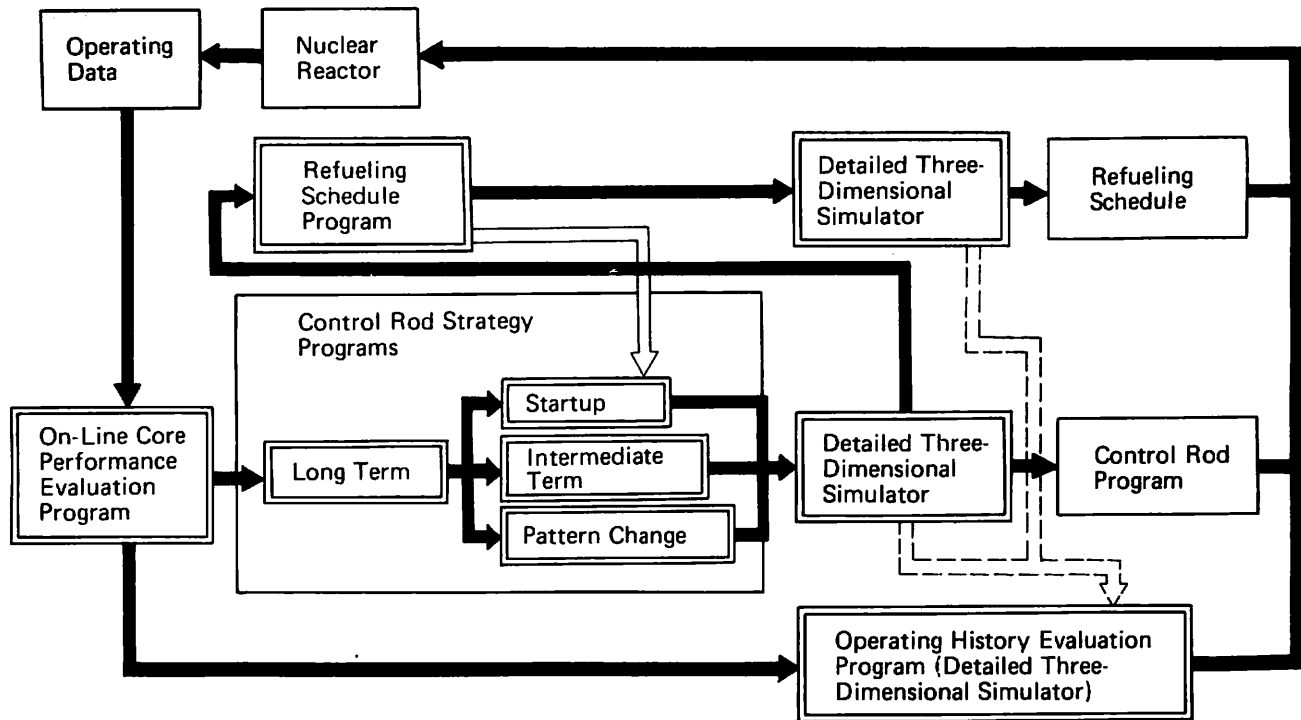 Operating
Data
Nuclear
Reactor
Refueling
Schedule
Program
Detailed Three-
Dimensional
Simulator
Refueling
Schedule
Control Rod Strategy
Programs
Startup
On-Line Core
Performance
Evaluation
Program
Long Term
Intermediate
Term
Pattern Change
Detailed Three-
Dimensional
Simulator
Control Rod
Program
Operating History Evaluation
Program (Detailed Three-
Dimensional Simulator)